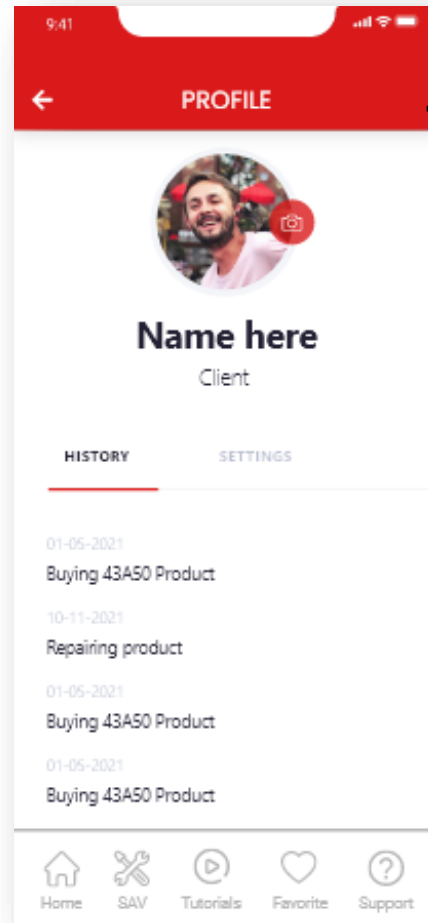 9:41
PROFILE
Name here
Client
HISTORY SETTINGS
01-05-2021
Buying 43A50 Product
10-11-2021
Repairing product
01-05-2021
Buying 43A50 Product
01-05-2021
Buying 43A50 Product
Home SAV Tutorials Favorite Support